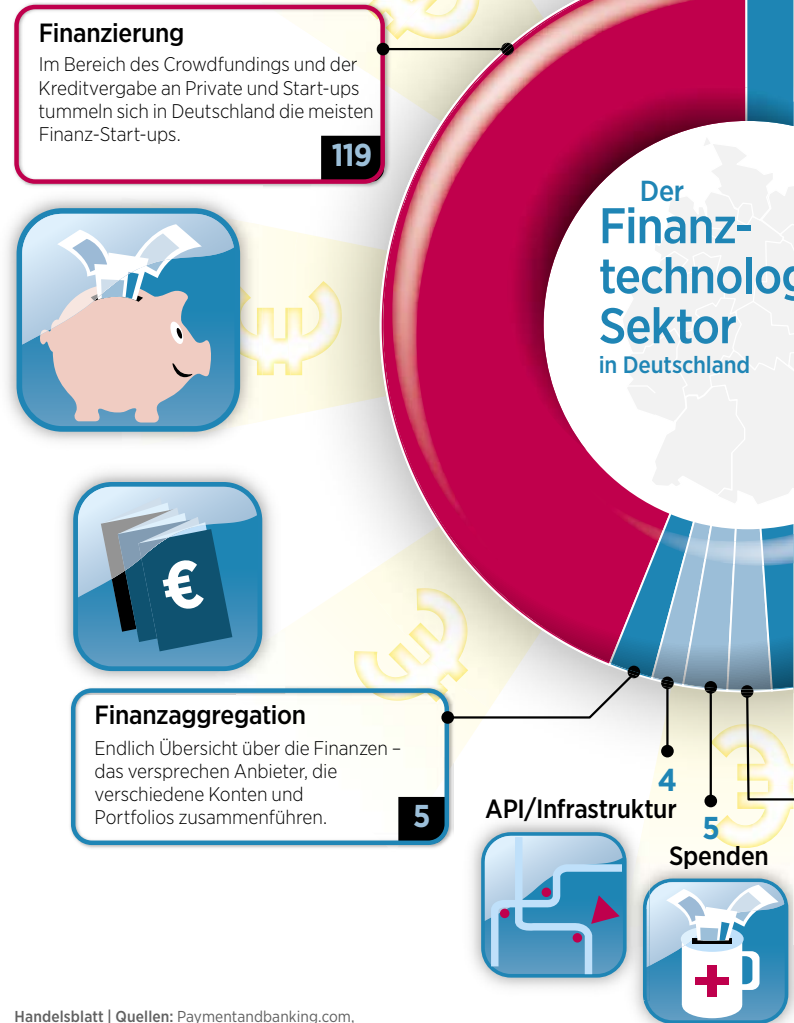 Finanzierung
Im Bereich des Crowdfundings und der
Kreditvergabe an Private und Start-ups
tummeln sich in Deutschland die meisten
Finanz-Start-ups.
119
Der
Finanz-
technolog
Sektor
in Deutschland
€
Finanzaggregation
Endlich Übersicht über die Finanzen –
das versprechen Anbieter, die
verschiedene Konten und
Portfolios zusammenführen.
5
4
API/Infrastruktur
5
Spenden
Handelsblatt | Quellen: Paymentandbanking.com,